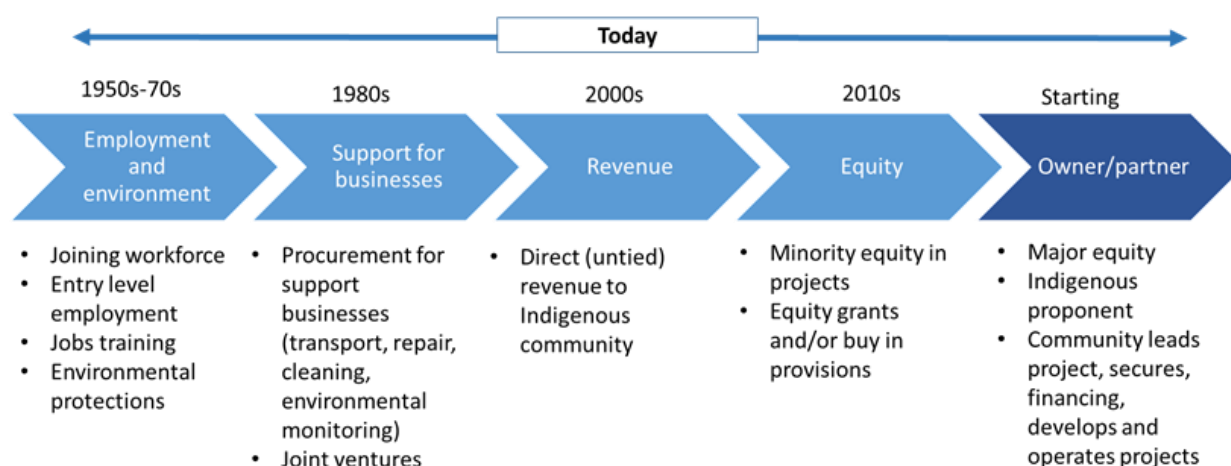 Today
1950s-70s
1980s
2000s
2010s
Starting
Employment
and
environment
Support for
businesses
Revenue
Equity
Owner/partner
• Joining workforce
• Entry level
employment
• Jobs training
• Environmental
protections
• Procurement for
support
businesses
(transport, repair,
cleaning,
environmental
monitoring)
• Joint ventures
• Direct (untied)
revenue to
Indigenous
community
• Minority equity in
projects
• Equity grants
and/or buy in
provisions
• Major equity
• Indigenous
proponent
• Community leads
project, secures,
financing,
develops and
operates projects